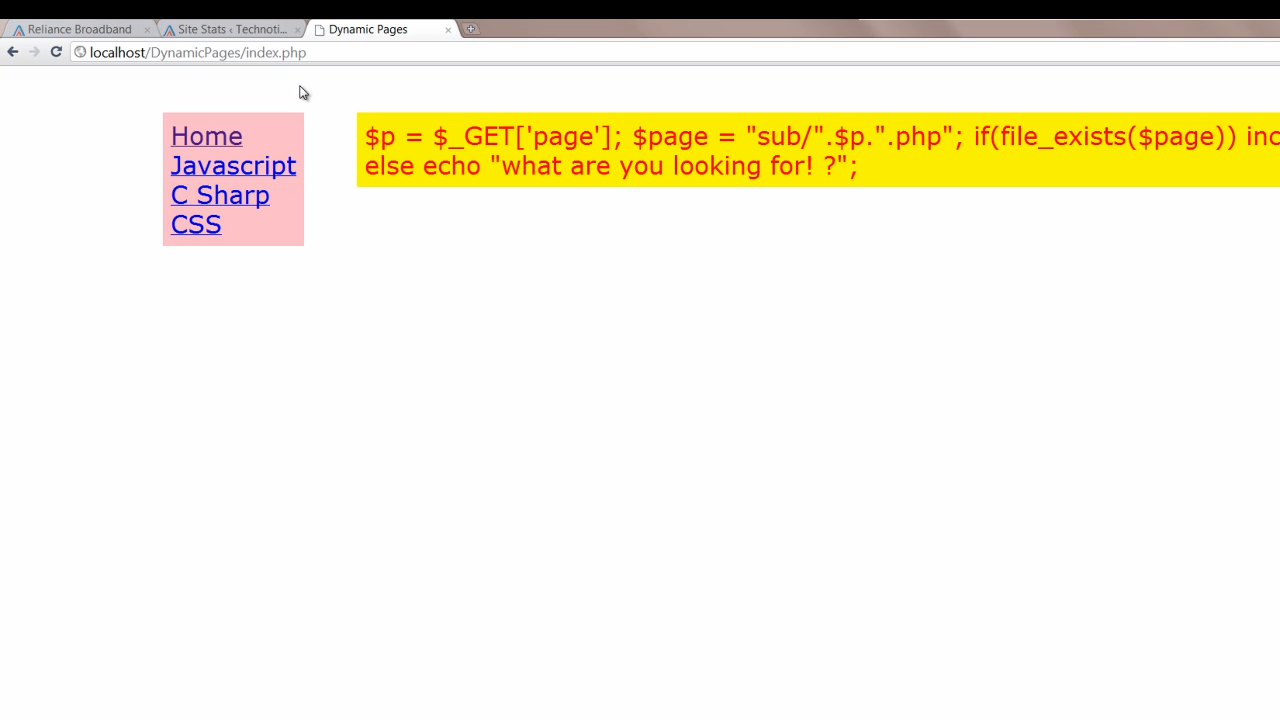 Reliance Broadband
Site Stats ‹ Technoti...
Dynamic Pages
localhost/DynamicPages/index.php
Home
Javascript
C Sharp
CSS
$p = $_GET['page']; $page = "sub/".$p.".php"; if(file_exists($page))
else echo "what are you looking for! ?";